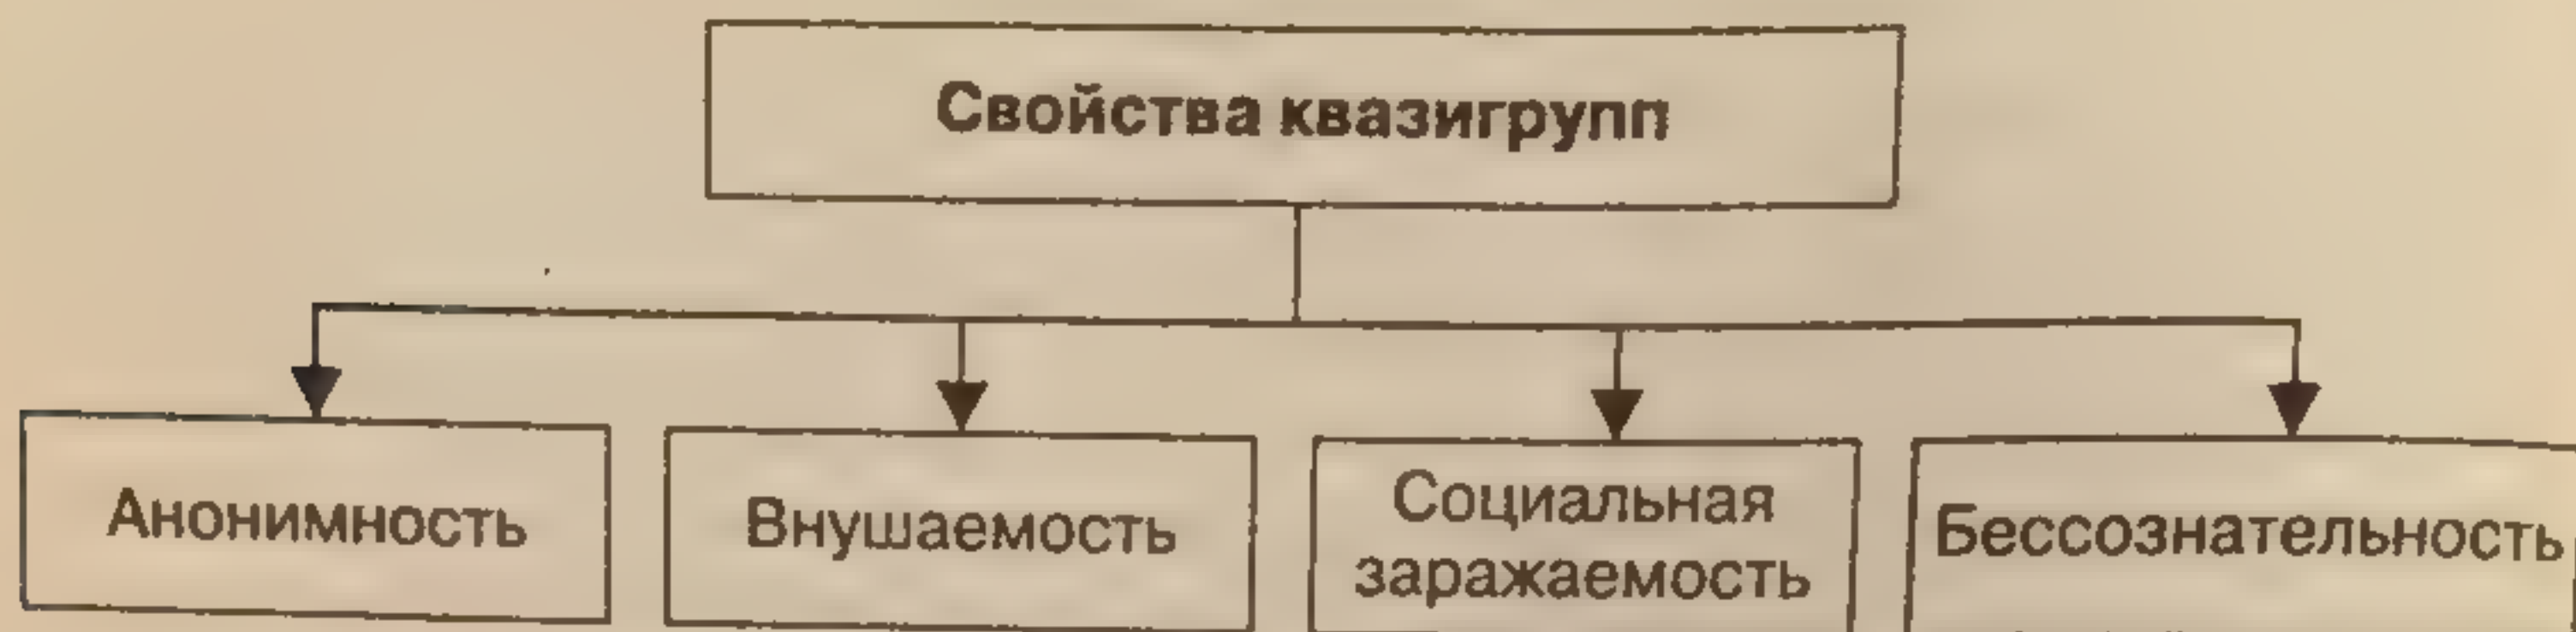 Свойства квазигрупп
Анонимность
Внушаемость
Социальная
заражаемость
Бессознательность